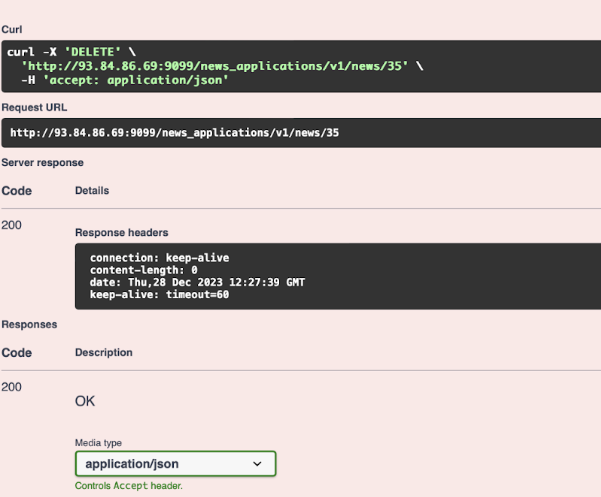 Curl
curl -X 'DELETE' \
'http://93.84.86.69:9099/news_applications/v1/news/35' \
-H 'accept: application/json'
Request URL
http://93.84.86.69:9099/news_applications/v1/news/35
Server response
Code Details
200
Response headers
connection: keep-alive
content-length: 0
date: Thu,28 Dec 2023 12:27:39 GMT
keep-alive: timeout=60
Responses
Code Description
200
OK
Media type
application/json
Controls Accept header.